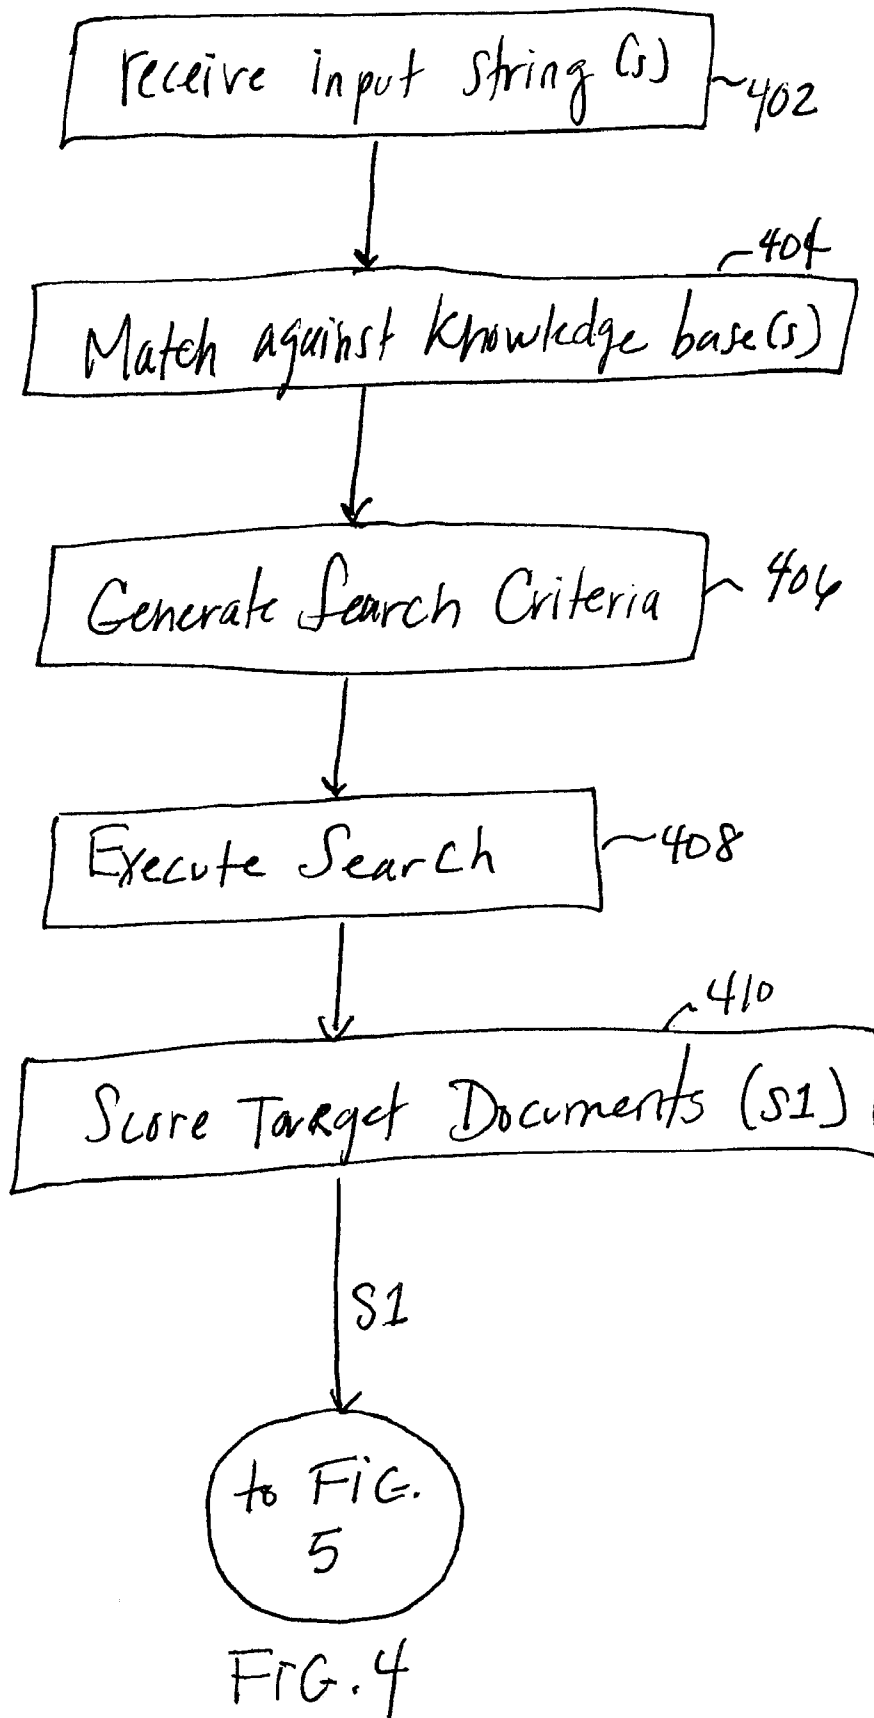 receive input string(s)
402
404
Match against knowledge base(s)
Generate Search Criteria
406
Execute Search
408
410
Score Target Documents (S1)
S1
to FIG.
5
FIG. 4